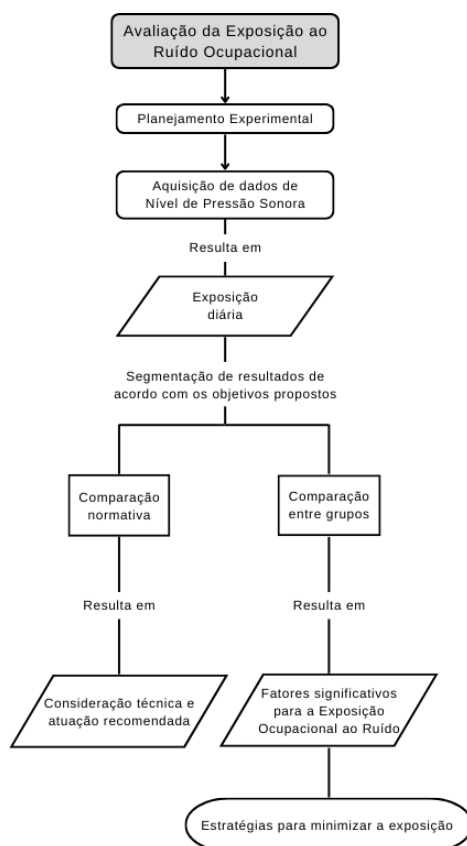 Avaliação da Exposição ao
Ruído Ocupacional
Planejamento Experimental
Aquisição de dados de
Nível de Pressão Sonora
Resulta em
Exposição
diária
Segmentação de resultados de
acordo com os objetivos propostos
Comparação
normativa
Comparação
entre grupos
Resulta em
Resulta em
Consideração técnica e
atuação recomendada
Fatores significativos
para a Exposição
Ocupacional ao Ruído
Estratégias para minimizar a exposição